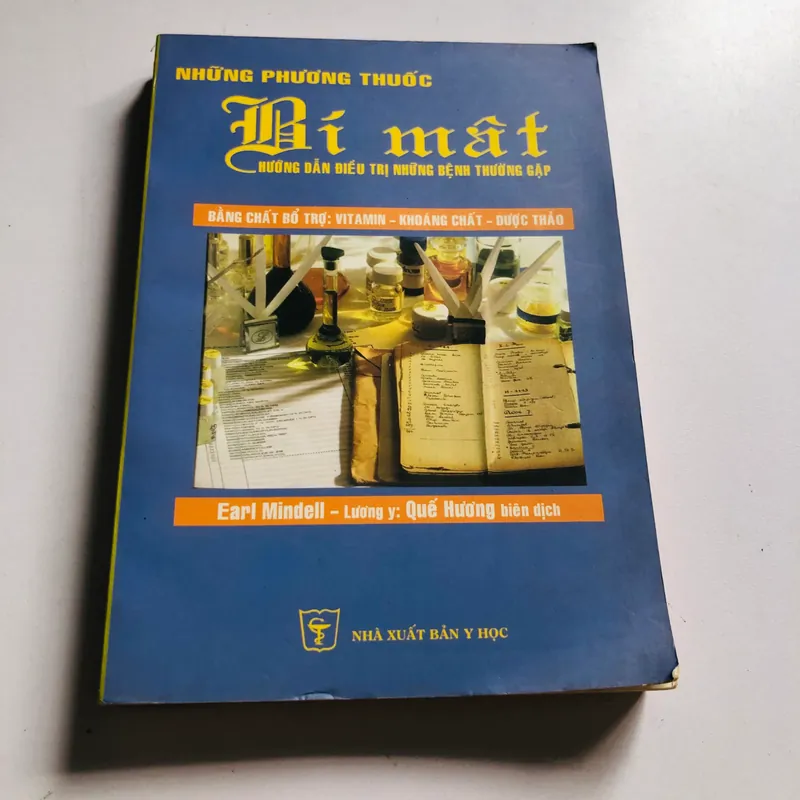 NHỮNG PHƯƠNG THUỐC
Bí mật
HƯỚNG DẪN ĐIỀU TRỊ NHỮNG BỆNH THƯỜNG GẶP
BẰNG CHẤT BỔ TRỢ: VITAMIN – KHOÁNG CHẤT – DƯỢC THẢO
Earl Mindell – Lương y: Quế Hương biên dịch
NHÀ XUẤT BẢN Y HỌC